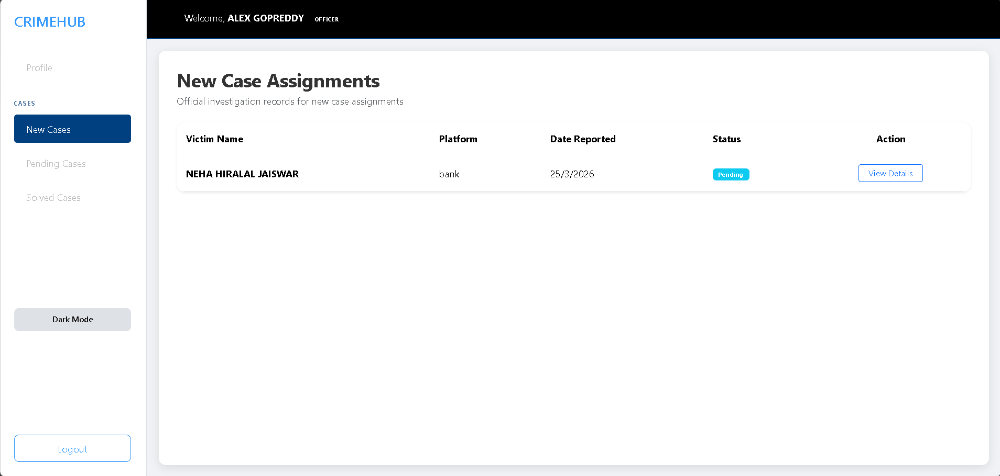 CRIMEHUB
Welcome, ALEX GOPREDDY OFFICER
Profile
CASES
New Cases
Pending Cases
Solved Cases
Dark Mode
Logout
New Case Assignments
Official investigation records for new case assignments
Victim Name Platform Date Reported Status Action
NEHA HIRALAL JAISWAR bank 25/3/2026 Pending View Details